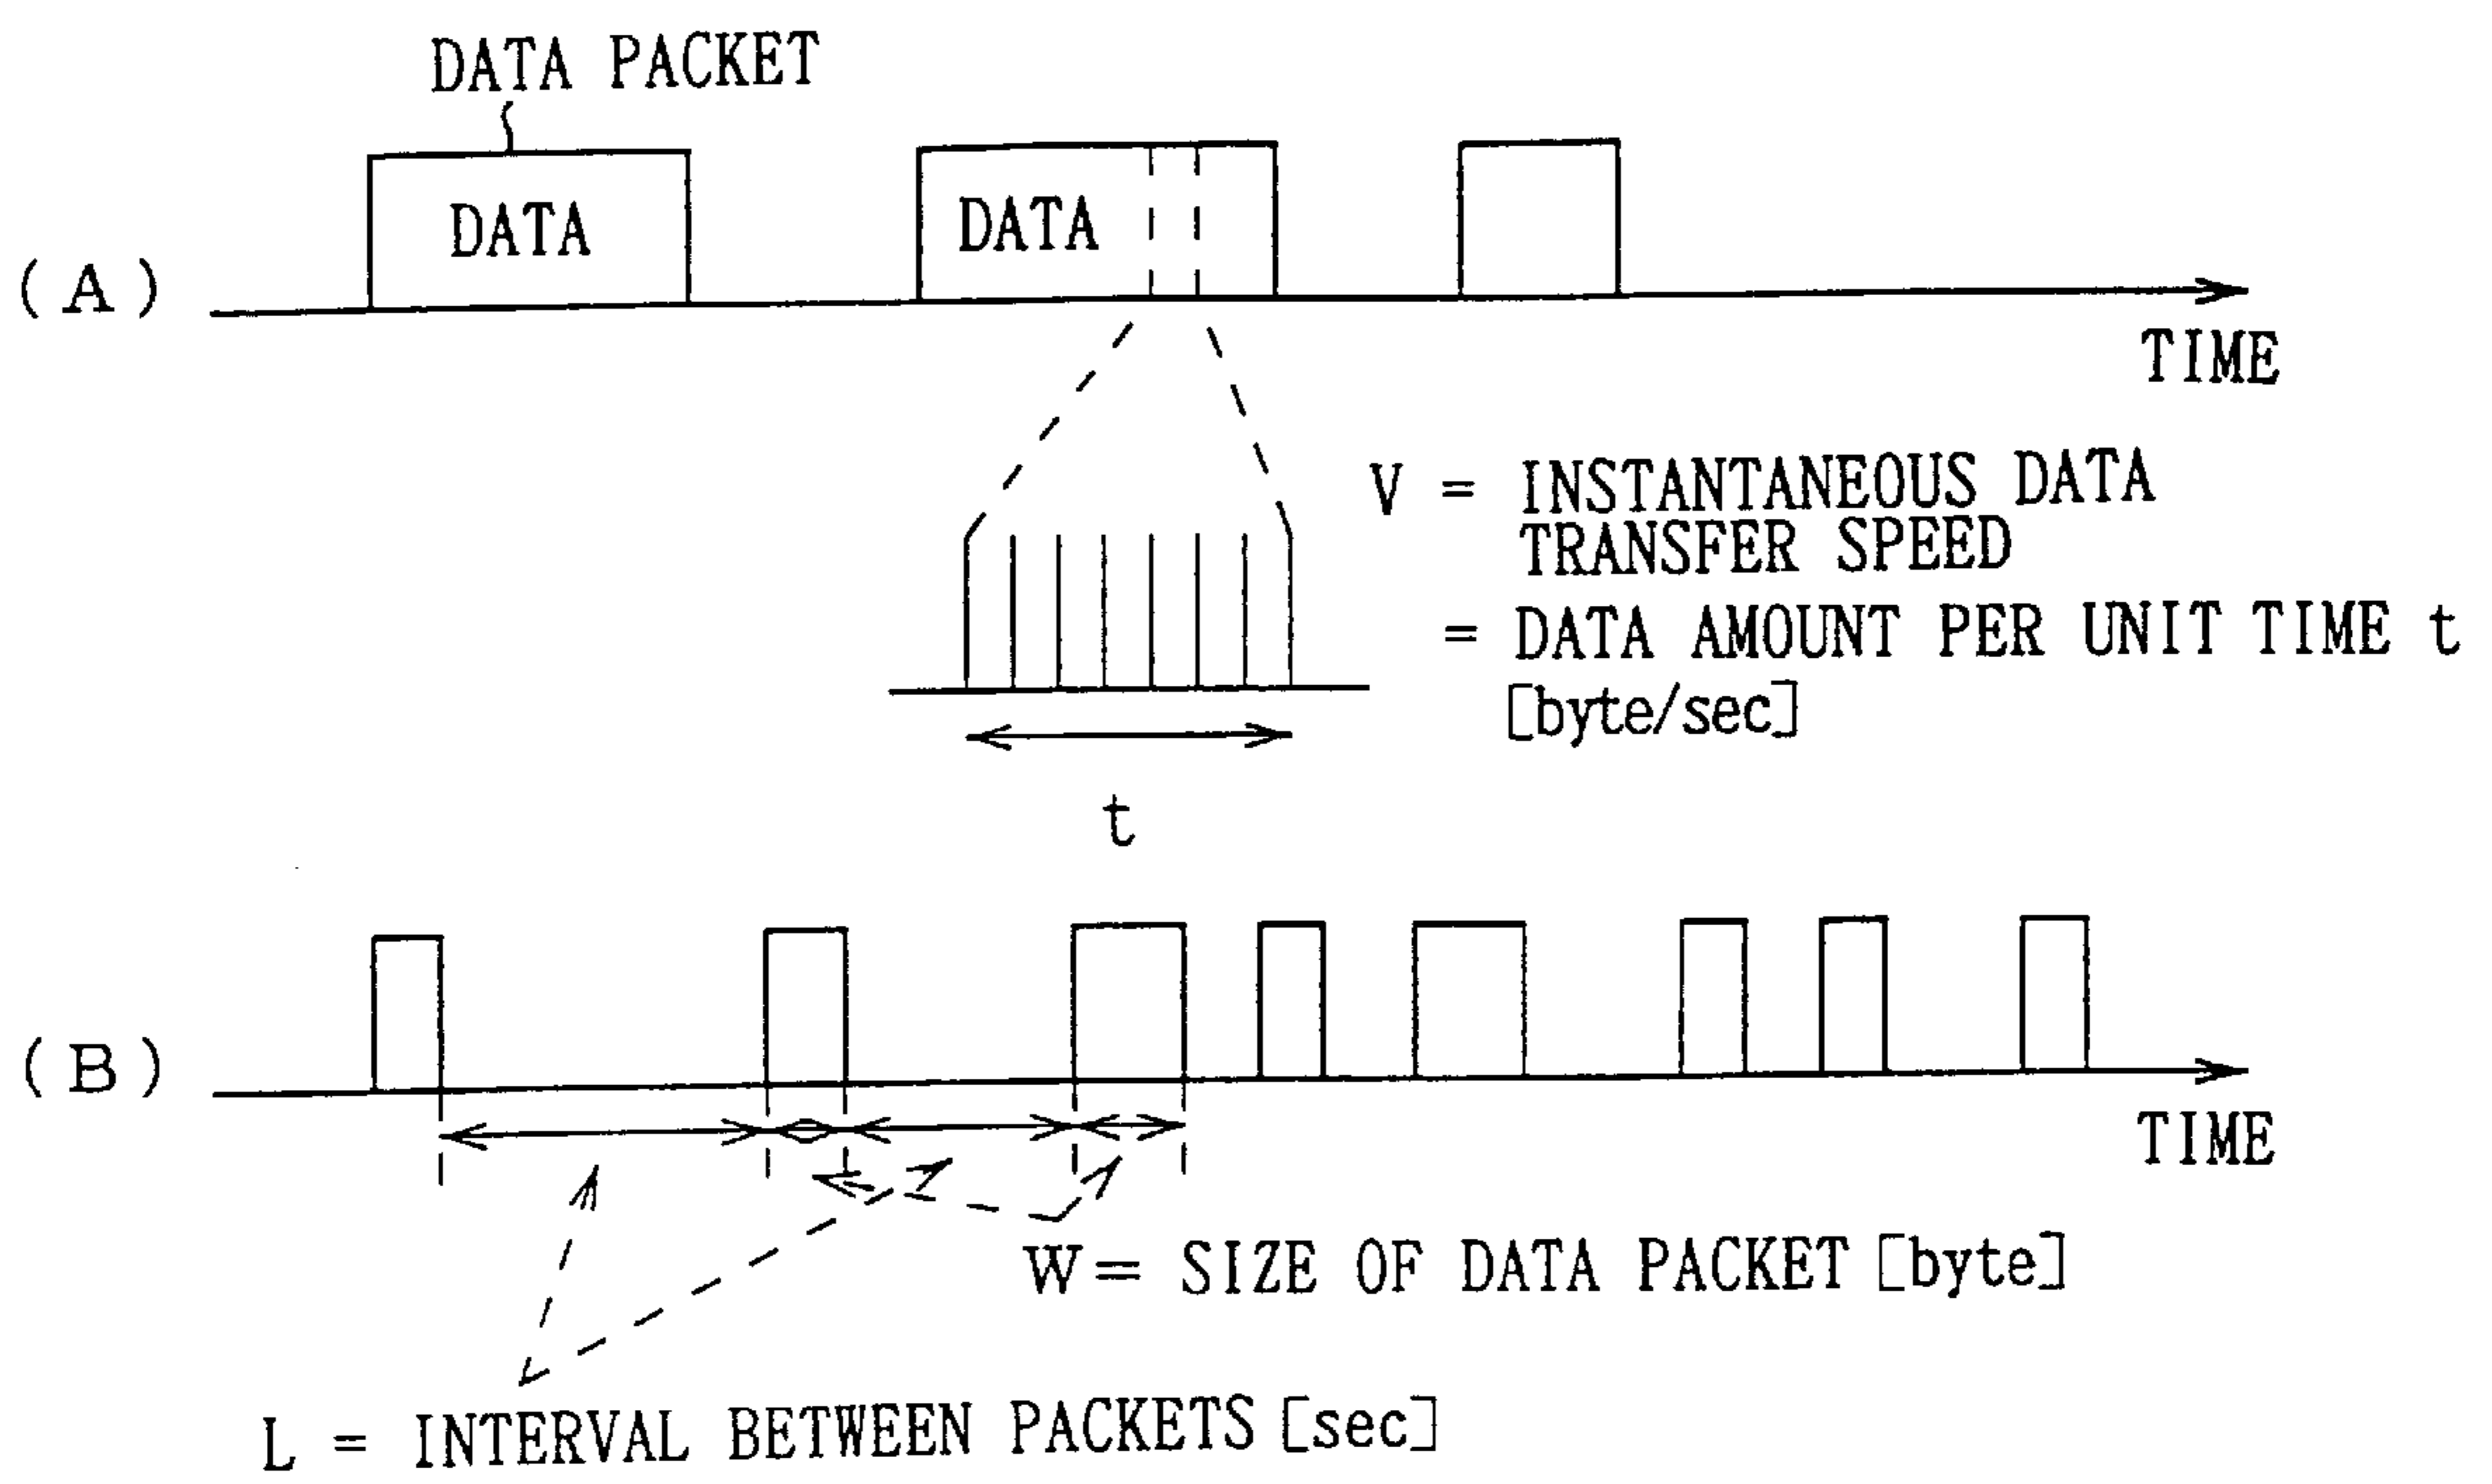 DATA PACKET
DATA
DATA
(A)
TIME
V = INSTANTANEOUS DATA
TRANSFER SPEED
= DATA AMOUNT PER UNIT TIME t
[byte/sec]
t
(B)
TIME
W= SIZE OF DATA PACKET [byte]
L = INTERVAL BETWEEN PACKETS [sec]